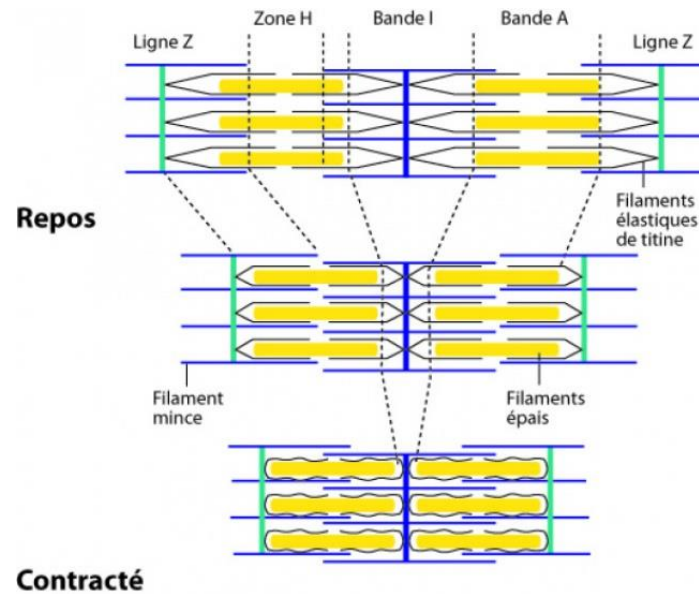 Zone H
Bande I
Bande A
Ligne Z
Ligne Z
Repos
Filaments
élastiques
de titine
Filament
mince
Filaments
épais
Contracté